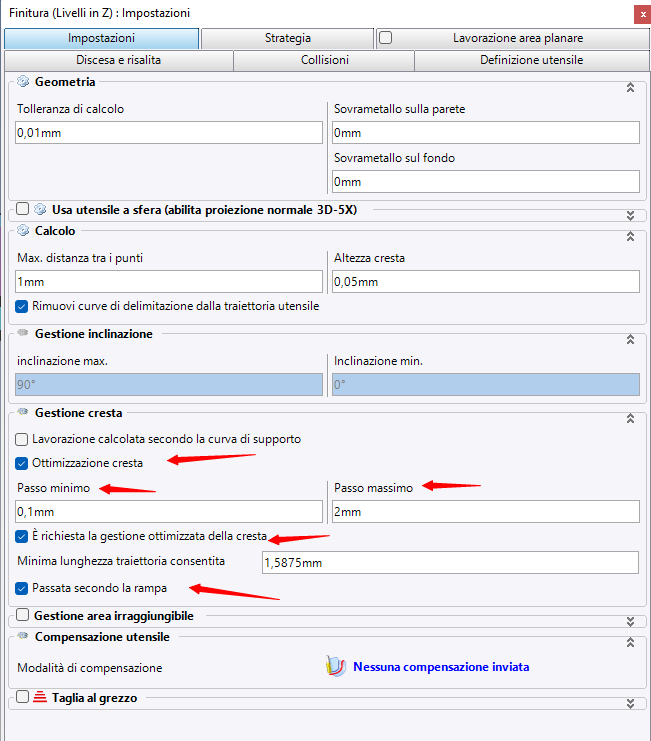 Finitura (Livelli in Z) : Impostazioni
x
Impostazioni
Strategia
Lavorazione area planare
Discesa e risalita
Collisioni
Definizione utensile
Geometria
Tolleranza di calcolo
Sovrametallo sulla parete
0,01mm
0mm
Sovrametallo sul fondo
0mm
Usa utensile a sfera (abilita proiezione normale 3D-5X)
Calcolo
Max. distanza tra i punti
Altezza cresta
1mm
0,05mm
Rimuovi curve di delimitazione dalla traiettoria utensile
Gestione inclinazione
inclinazione max.
Inclinazione min.
90°
0°
Gestione cresta
Lavorazione calcolata secondo la curva di supporto
Ottimizzazione cresta
Passo minimo
Passo massimo
0,1mm
2mm
È richiesta la gestione ottimizzata della cresta
Minima lunghezza traiettoria consentita
1,5875mm
Passata secondo la rampa
Gestione area irraggiungibile
Compensazione utensile
Modalità di compensazione
Nessuna compensazione inviata
Taglia al grezzo